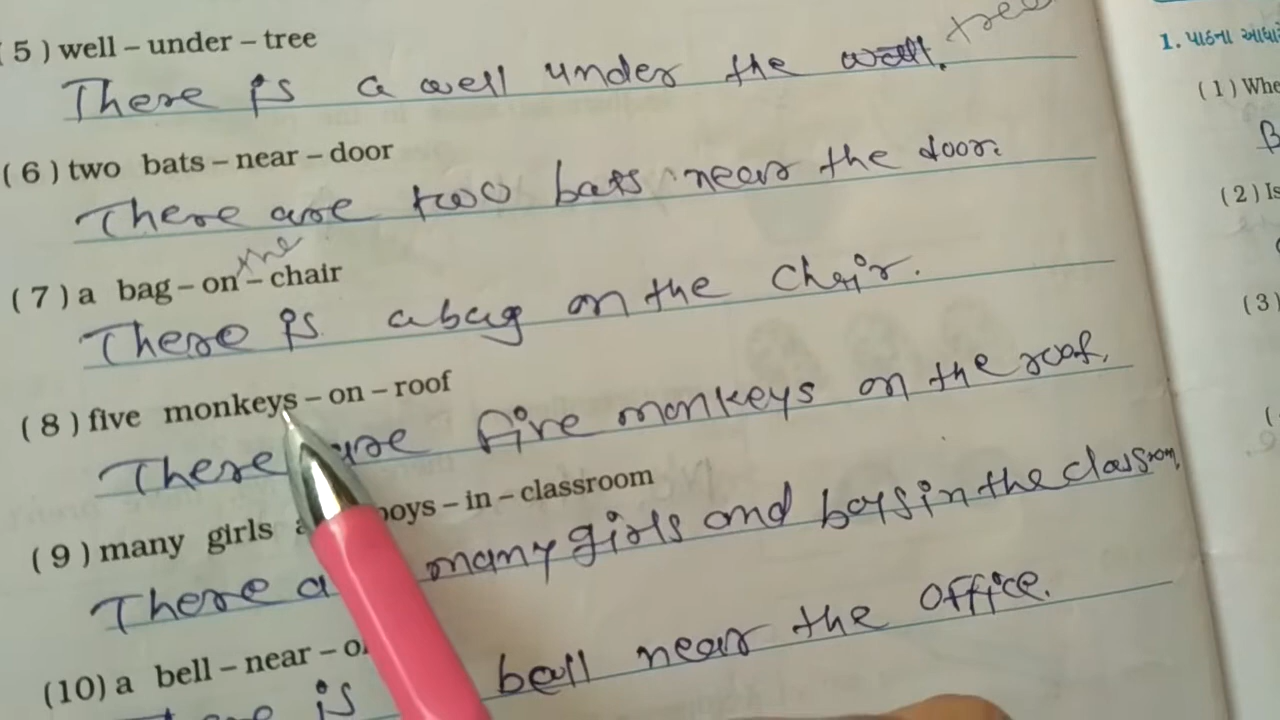 (5) well – under – tree
tree
There is a well under the well.
(6) two bats – near – door
There are two bats near the door.
the
(7) a bag – on – chair
There is a bag on the chair.
(8) five monkeys – on – roof
There are five monkeys on the roof.
(9) many girls boys – in – classroom
There many girls and boys in the classroom.
(10) a bell – near –
is bell near the office.
1. પાઠના
(1)
(2) Is
(3)